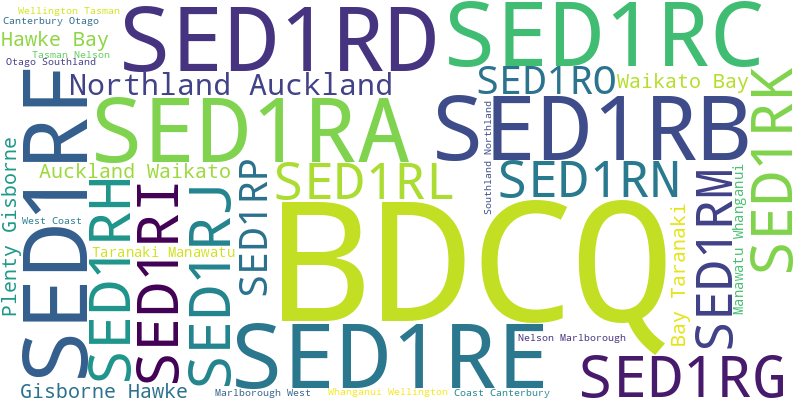 Wellington Tasman
Canterbury Otago
Hawke Bay
Tasman Nelson
Otago Southland
SED1RD
SED1RC
Northland Auckland
SED1RO
Waikato Bay
SED1RF
SED1RA
SED1RB
SED1RK
Southland Northland
Plenty Gisborne
Auckland Waikato
SED1RP
SED1RL
SED1RN
SED1RM
Manawatu Whanganui
SED1RH
SED1RI
SED1RJ
West Coast
BDCQ
Bay Taranaki
Taranaki Manawatu
SED1RE
Nelson Marlborough
SED1RG
Gisborne Hawke
Marlborough West
Whanganui Wellington
Coast Canterbury